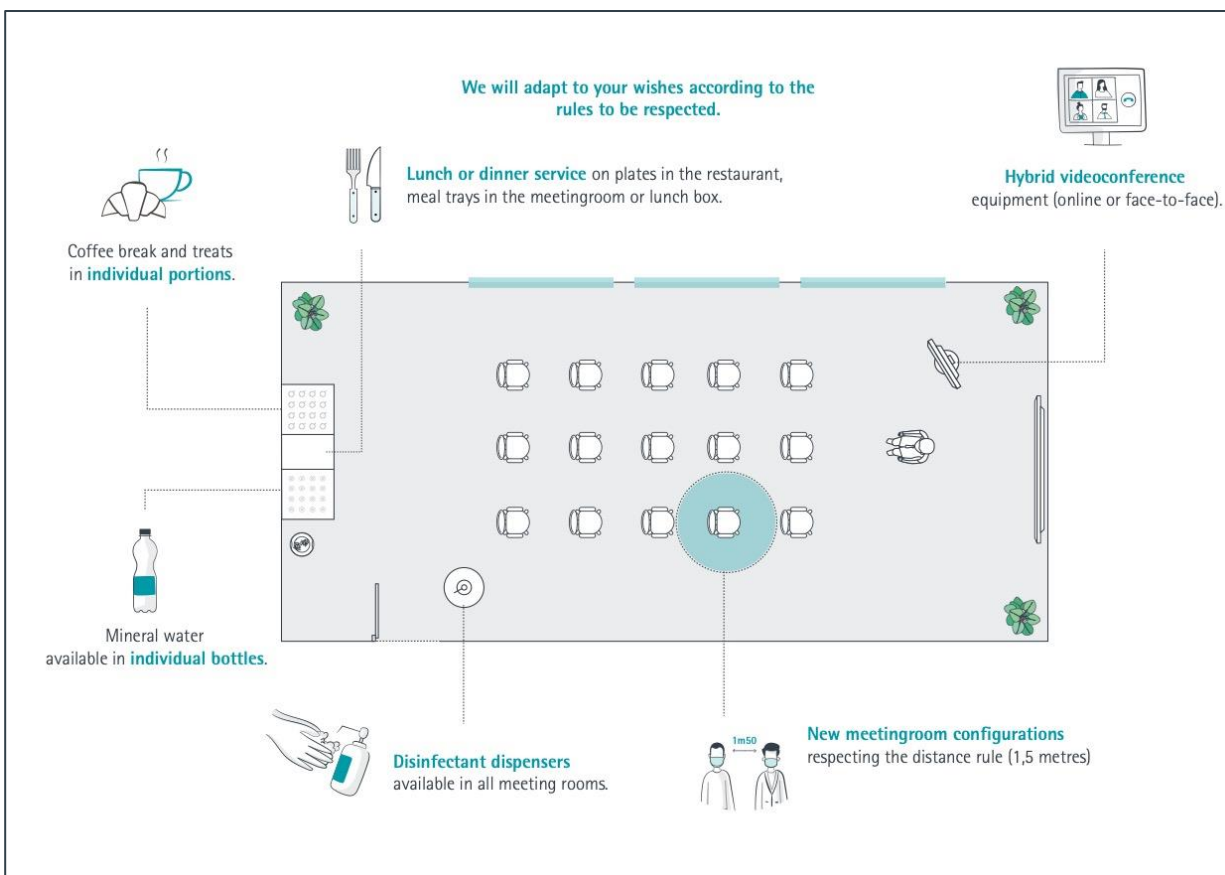 We will adapt to your wishes according to the
rules to be respected.
Lunch or dinner service on plates in the restaurant,
meal trays in the meetingroom or lunch box.
Hybrid videoconference
equipment (online or face-to-face).
Coffee break and treats
in individual portions.
Mineral water
available in individual bottles.
Disinfectant dispensers
available in all meeting rooms.
1m50
New meetingroom configurations
respecting the distance rule (1,5 metres)